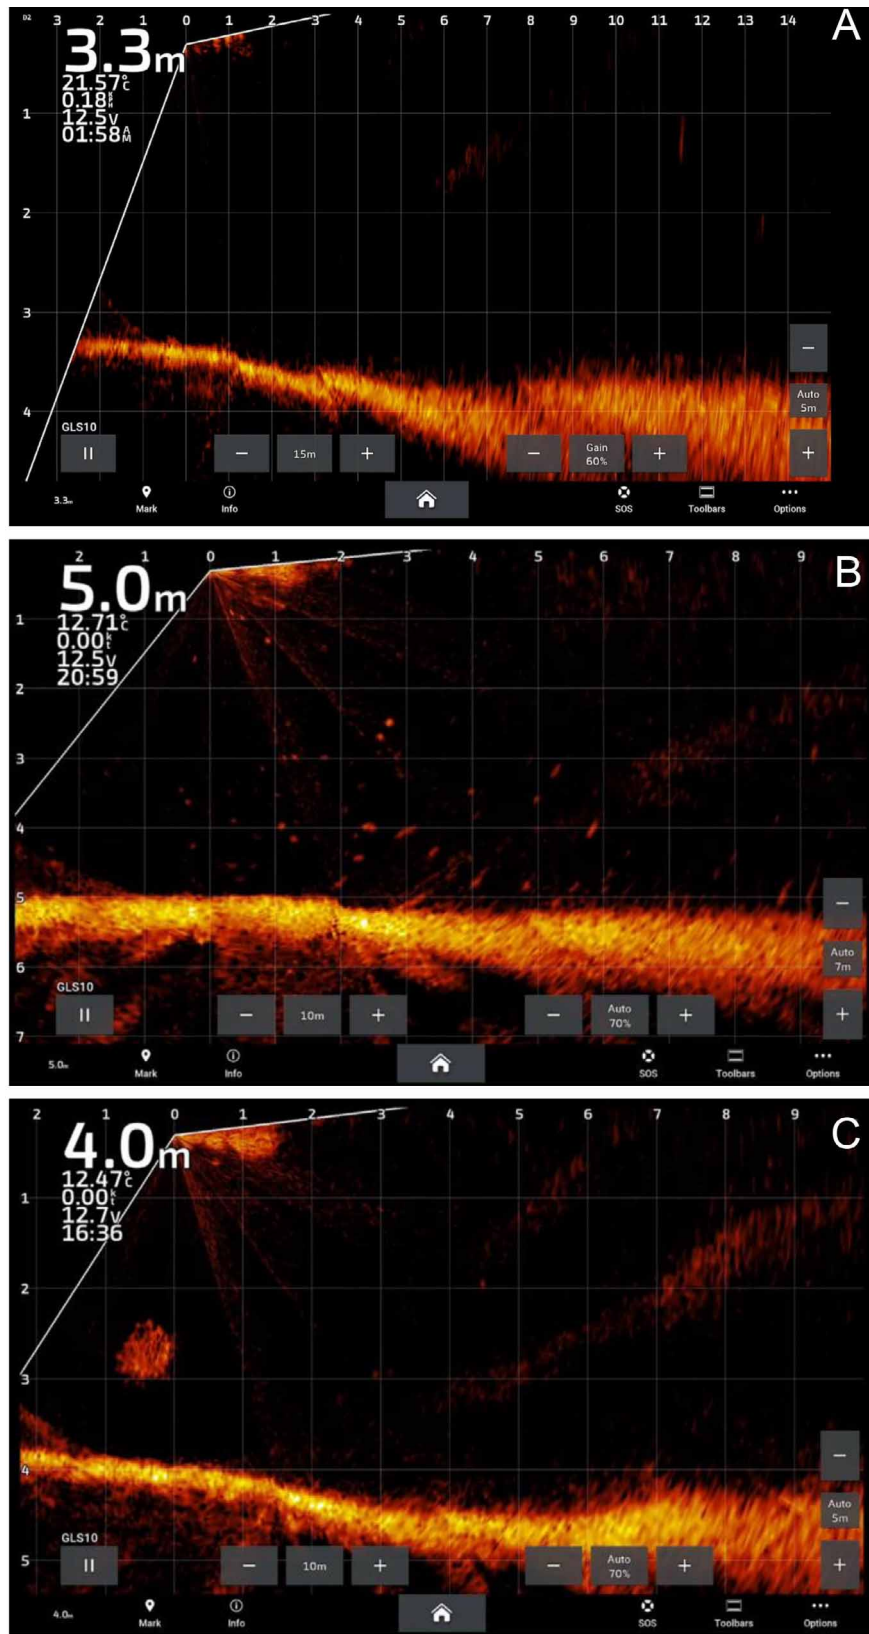 D2
3 2 1 0 1 2 3 4 5 6 7 8 9 10 11 12 13 14
A
3.3m
21.57°C
0.18 kPH
12.5V
01:58 AM
1
2
3
4
GLS10
15m
Gain
60%
Auto
5m
3.3m
Mark
Info
SOS
Toolbars
Options
2 1 0 1 2 3 4 5 6 7 8 9
B
5.0m
12.71°C
0.00kt
12.5V
20:59
1
2
3
4
5
6
7
GLS10
10m
Auto
70%
Auto
7m
5.0m
Mark
Info
SOS
Toolbars
Options
2 1 0 1 2 3 4 5 6 7 8 9
C
4.0m
12.47°C
0.00kt
12.7V
16:36
1
2
3
4
5
GLS10
10m
Auto
70%
Auto
5m
4.0m
Mark
Info
SOS
Toolbars
Options